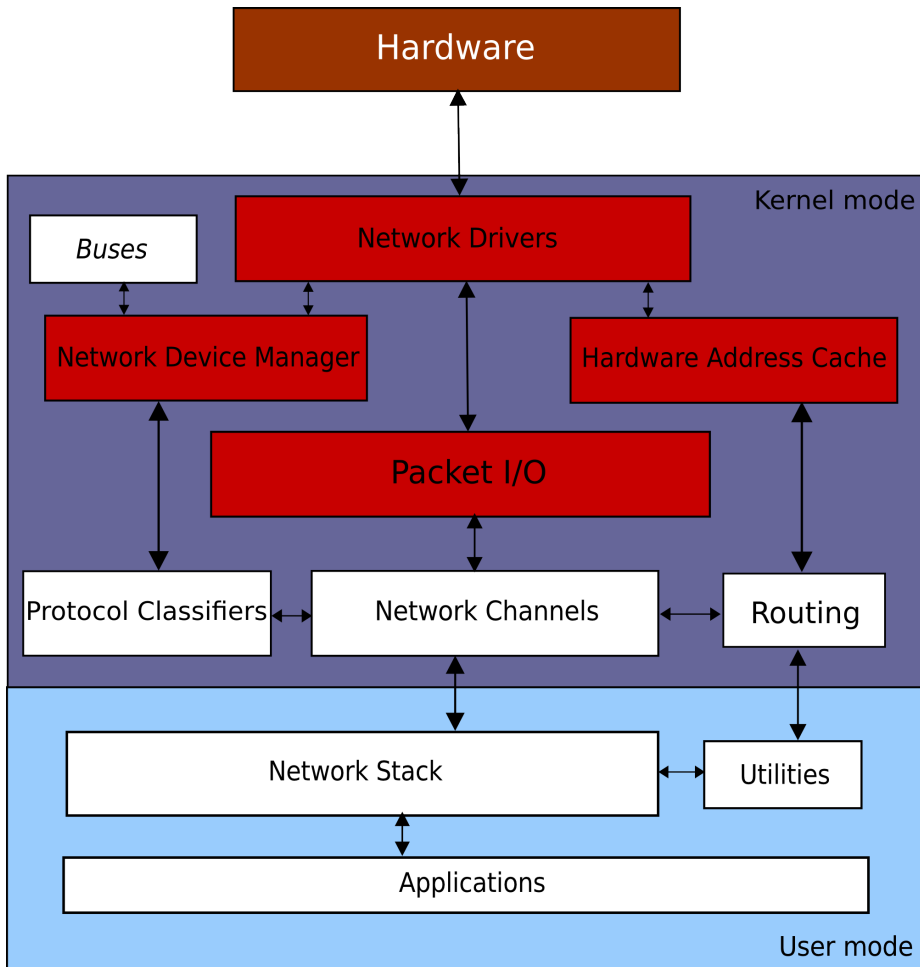 Hardware
Kernel mode
Network Drivers
Buses
Network Device Manager
Hardware Address Cache
Packet I/O
Protocol Classifiers
Network Channels
Routing
Network Stack
Utilities
Applications
User mode